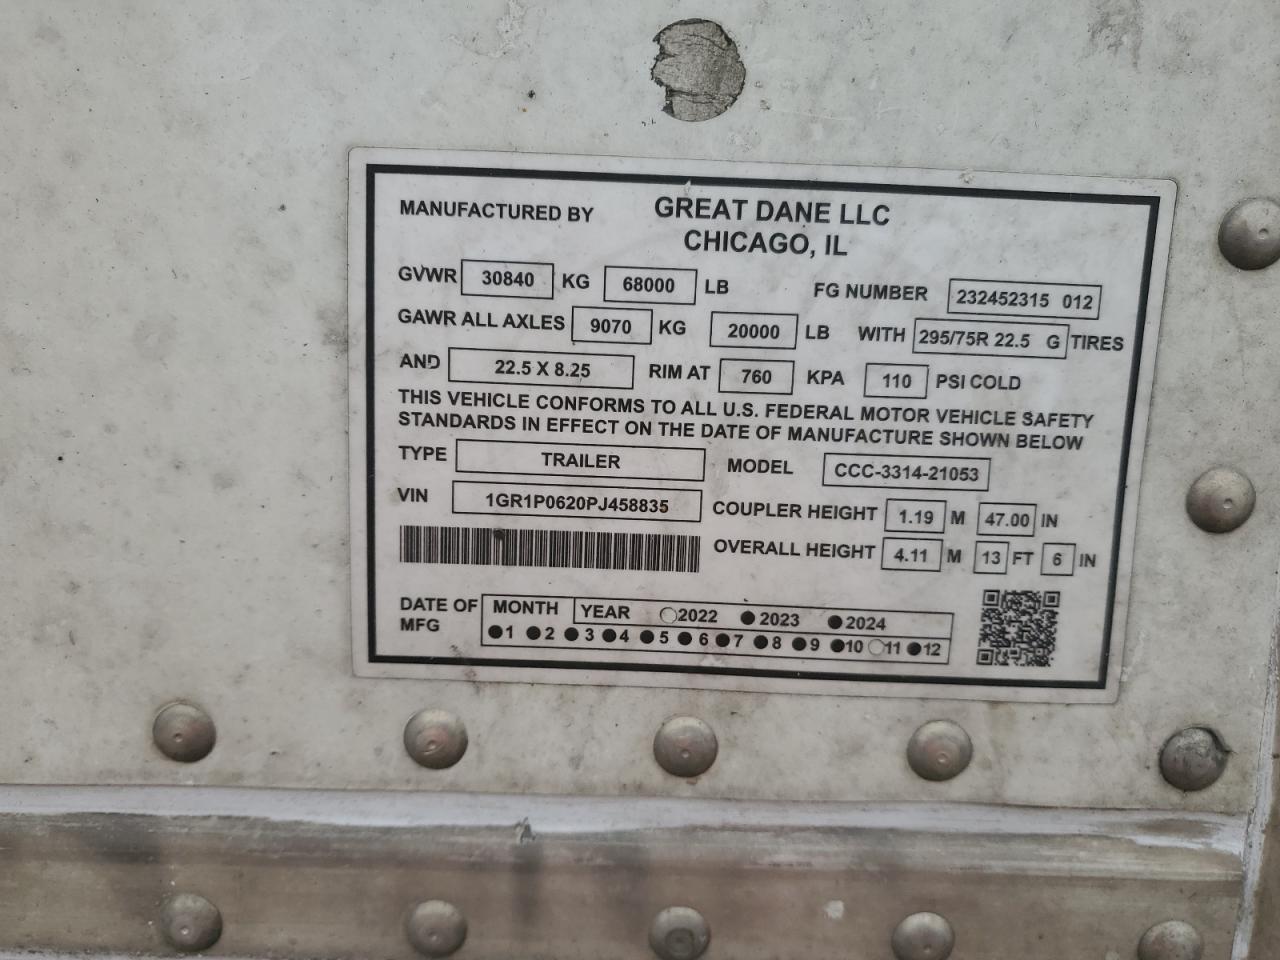 MANUFACTURED BY GREAT DANE LLC
CHICAGO, IL
GVWR 30840 KG 68000 LB FG NUMBER 232452315 012
GAWR ALL AXLES 9070 KG 20000 LB WITH 295/75R 22.5 G TIRES
AND 22.5 X 8.25 RIM AT 760 KPA 110 PSI COLD
THIS VEHICLE CONFORMS TO ALL U.S. FEDERAL MOTOR VEHICLE SAFETY
STANDARDS IN EFFECT ON THE DATE OF MANUFACTURE SHOWN BELOW
TYPE TRAILER MODEL CCC-3314-21053
VIN 1GR1P0620PJ458835 COUPLER HEIGHT 1.19 M 47.00 IN
OVERALL HEIGHT 4.11 M 13 FT 6 IN
DATE OF MFG MONTH YEAR 2022 2023 2024
1 2 3 4 5 6 7 8 9 10 11 12